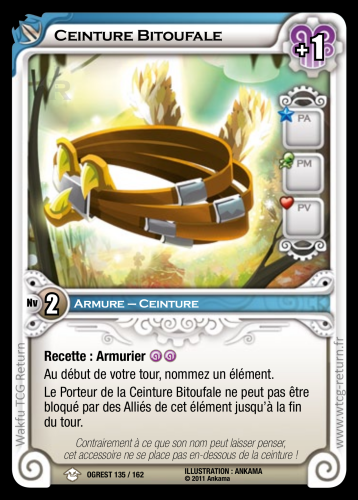 CEINTURE BITOUFALE
+1
PA
PM
PV
Nv 2 ARMURE – CEINTURE
Recette : Armurier
Au début de votre tour, nommez un élément.
Le Porteur de la Ceinture Bitoufale ne peut pas être
bloqué par des Alliés de cet élément jusqu'à la fin
du tour.
Contrairement à ce que son nom peut laisser penser,
cet accessoire ne se place pas en-dessous de la ceinture !
OGREST 135 / 162
ILLUSTRATION : ANKAMA
© 2011 Ankama
Wakfu TCG Return
www.wtcg-return.fr